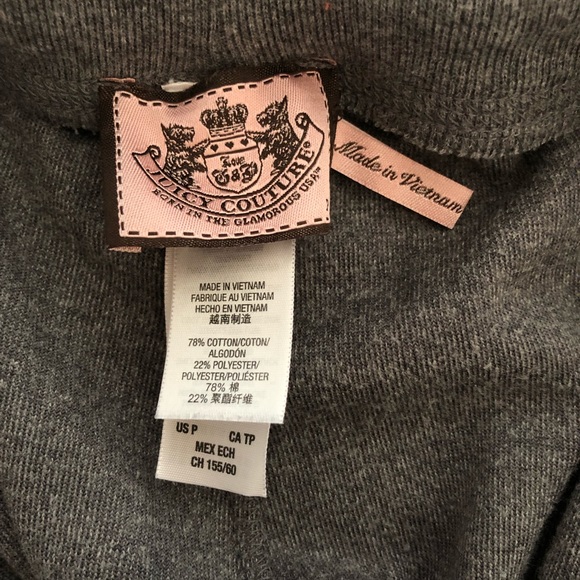 Love
G&P
JUICY COUTURE®
BORN IN THE GLAMOROUS USA™
Made in Vietnam
MADE IN VIETNAM
FABRIQUE AU VIETNAM
HECHO EN VIETNAM
越南制造
78% COTTON/COTON/
ALGODÓN
22% POLYESTER/
POLYESTER/POLIÉSTER
78% 棉
22% 聚酯纤维
US P CA TP
MEX ECH
CH 155/60